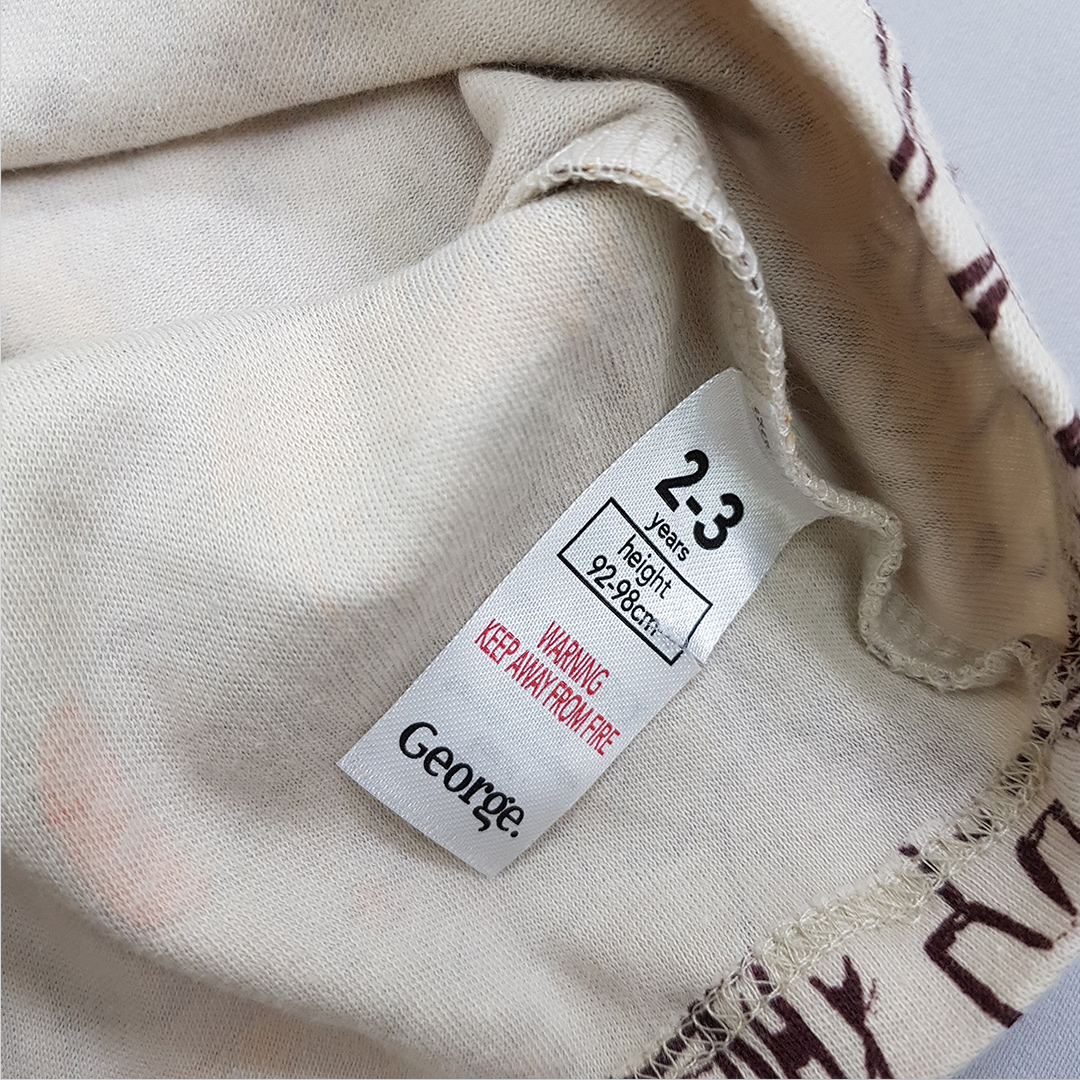 2-3
years
height
92-98cm
WARNING
KEEP AWAY FROM FIRE
George.